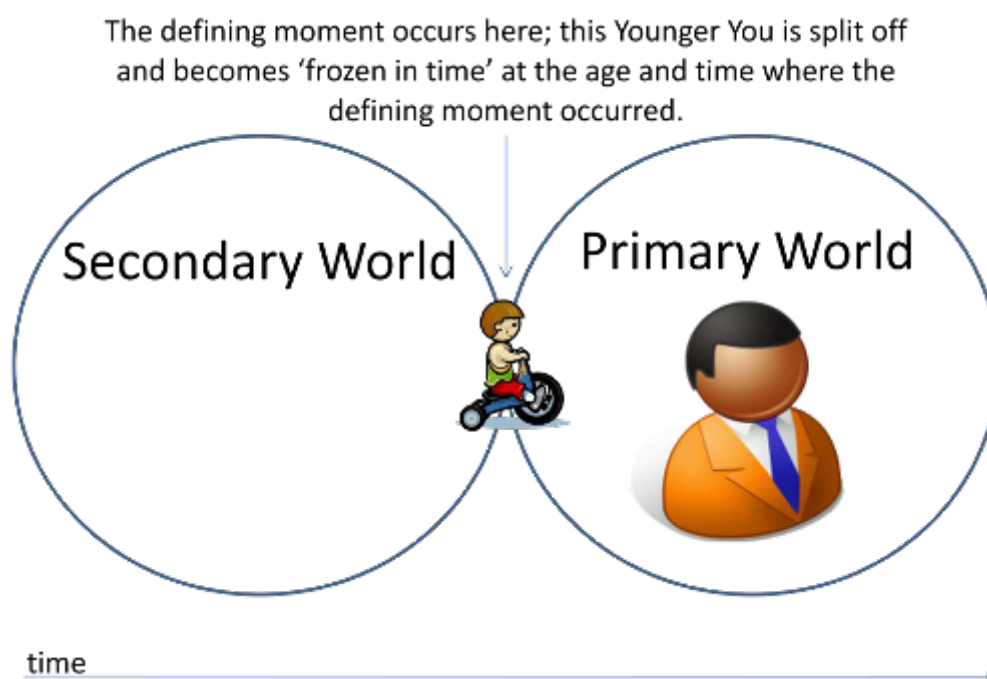 The defining moment occurs here; this Younger You is split off
and becomes ‘frozen in time’ at the age and time where the
defining moment occurred.
Secondary World
Primary World
time